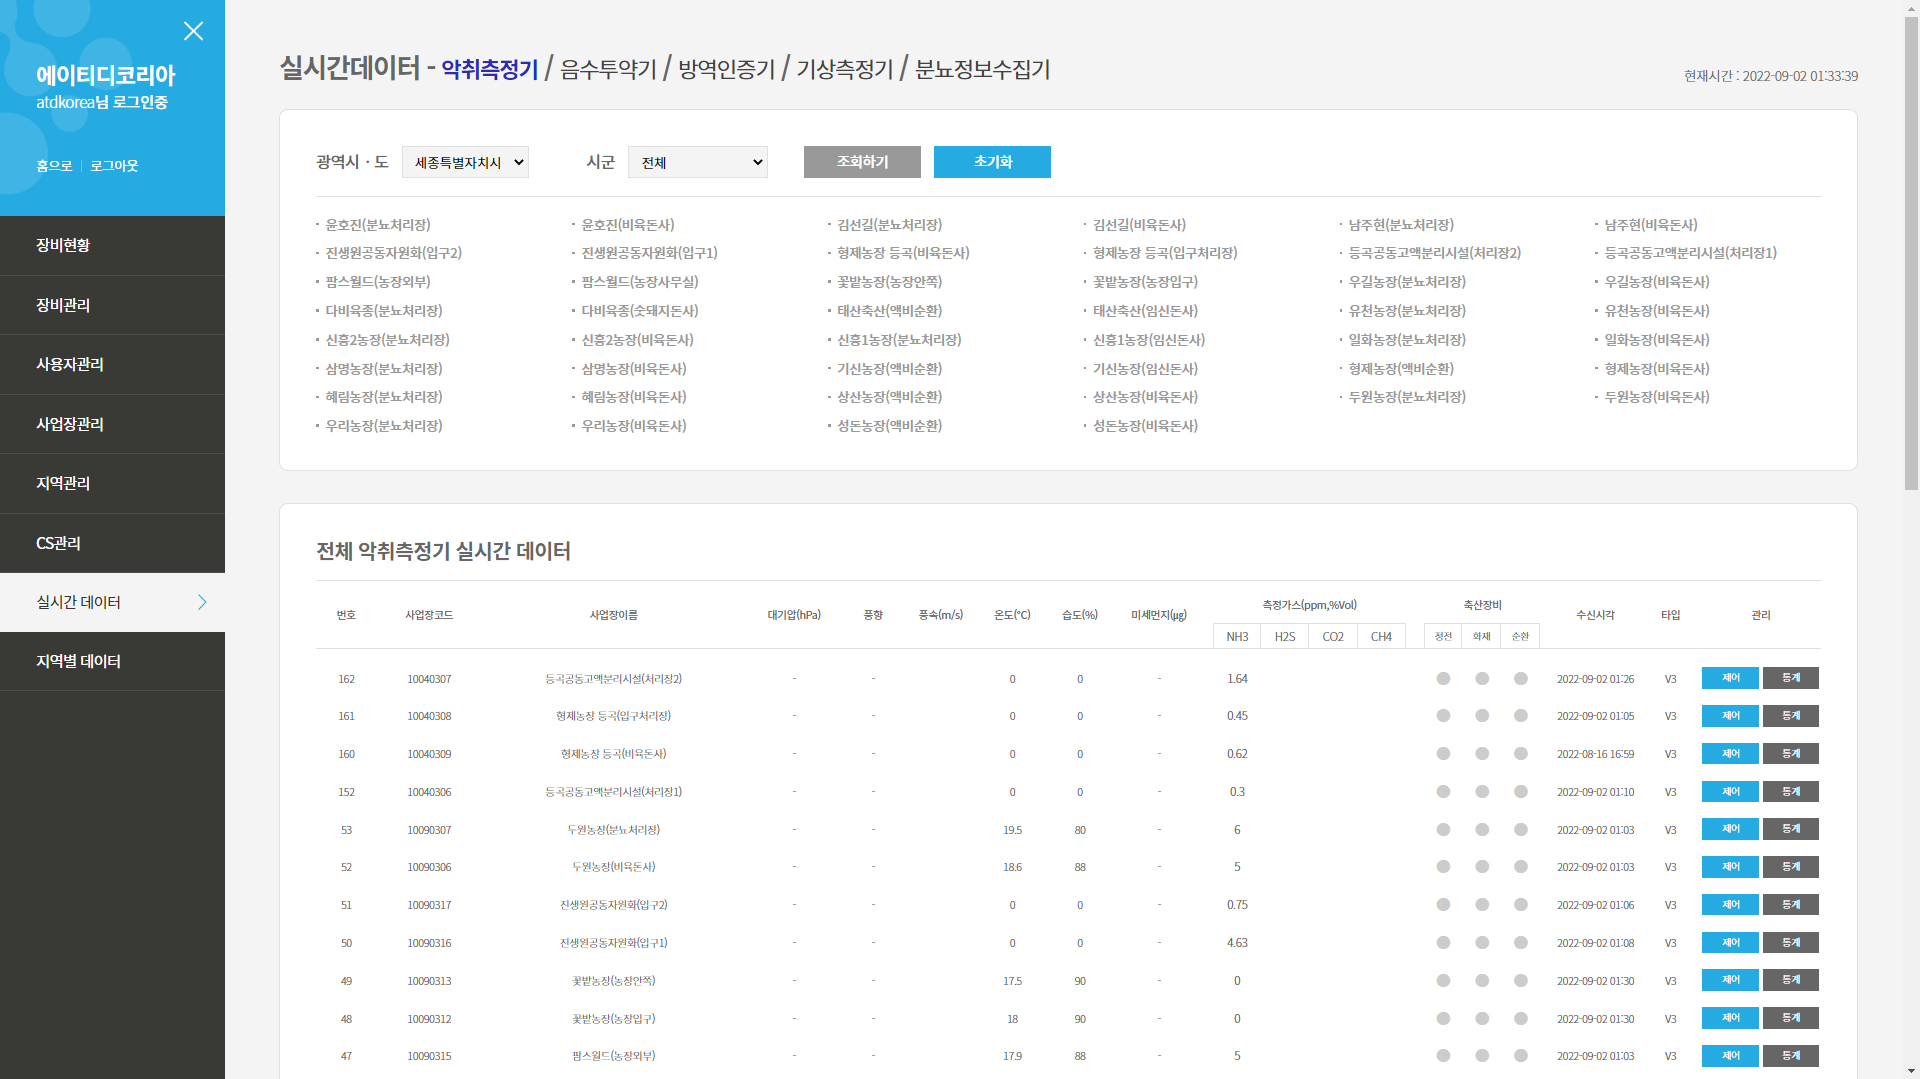 에이티디코리아
atdkorea님 로그인중
홈으로 | 로그아웃
장비현황
장비관리
사용자관리
사업장관리
지역관리
CS관리
실시간 데이터
지역별 데이터
실시간데이터 - 악취측정기 / 음수투약기 / 방역인증기 / 기상측정기 / 분뇨정보수집기
현재시간 : 2022-09-02 01:33:39
광역시 · 도 세종특별자치시 시군 전체 조회하기 초기화
· 윤호진(분뇨처리장) · 윤호진(비육돈사) · 김선길(분뇨처리장) · 김선길(비육돈사) · 남주현(분뇨처리장) · 남주현(비육돈사)
· 진생원공동자원화(입구2) · 진생원공동자원화(입구1) · 형제농장 등곡(비육돈사) · 형제농장 등곡(입구처리장) · 등곡공동고액분리시설(처리장2) · 등곡공동고액분리시설(처리장1)
· 팜스월드(농장외부) · 팜스월드(농장사무실) · 꽃밭농장(농장안쪽) · 꽃밭농장(농장입구) · 우길농장(분뇨처리장) · 우길농장(비육돈사)
· 다비육종(분뇨처리장) · 다비육종(숫돼지돈사) · 태산축산(액비순환) · 태산축산(임신돈사) · 유천농장(분뇨처리장) · 유천농장(비육돈사)
· 신흥2농장(분뇨처리장) · 신흥2농장(비육돈사) · 신흥1농장(분뇨처리장) · 신흥1농장(임신돈사) · 일화농장(분뇨처리장) · 일화농장(비육돈사)
· 삼명농장(분뇨처리장) · 삼명농장(비육돈사) · 기신농장(액비순환) · 기신농장(임신돈사) · 형제농장(액비순환) · 형제농장(비육돈사)
· 혜림농장(분뇨처리장) · 혜림농장(비육돈사) · 상산농장(액비순환) · 상산농장(비육돈사) · 두원농장(분뇨처리장) · 두원농장(비육돈사)
· 우리농장(분뇨처리장) · 우리농장(비육돈사) · 성돈농장(액비순환) · 성돈농장(비육돈사)
전체 악취측정기 실시간 데이터
번호 사업장코드 사업장이름 대기압(hPa) 풍향 풍속(m/s) 온도(℃) 습도(%) 미세먼지(㎍) 측정가스(ppm,%Vol) 축산장비 수신시각 타입 관리
NH3 H2S CO2 CH4 정전 화재 순환
162 10040307 등곡공동고액분리시설(처리장2) - - 0 0 - 1.64 2022-09-02 01:26 V3 제어 통계
161 10040308 형제농장 등곡(입구처리장) - - 0 0 - 0.45 2022-09-02 01:05 V3 제어 통계
160 10040309 형제농장 등곡(비육돈사) - - 0 0 - 0.62 2022-08-16 16:59 V3 제어 통계
152 10040306 등곡공동고액분리시설(처리장1) - - 0 0 - 0.3 2022-09-02 01:10 V3 제어 통계
53 10090307 두원농장(분뇨처리장) - - 19.5 80 - 6 2022-09-02 01:03 V3 제어 통계
52 10090306 두원농장(비육돈사) - - 18.6 88 - 5 2022-09-02 01:03 V3 제어 통계
51 10090317 진생원공동자원화(입구2) - - 0 0 - 0.75 2022-09-02 01:06 V3 제어 통계
50 10090316 진생원공동자원화(입구1) - - 0 0 - 4.63 2022-09-02 01:08 V3 제어 통계
49 10090313 꽃밭농장(농장안쪽) - - 17.5 90 - 0 2022-09-02 01:30 V3 제어 통계
48 10090312 꽃밭농장(농장입구) - - 18 90 - 0 2022-09-02 01:30 V3 제어 통계
47 10090315 팜스월드(농장외부) - - 17.9 88 - 5 2022-09-02 01:03 V3 제어 통계